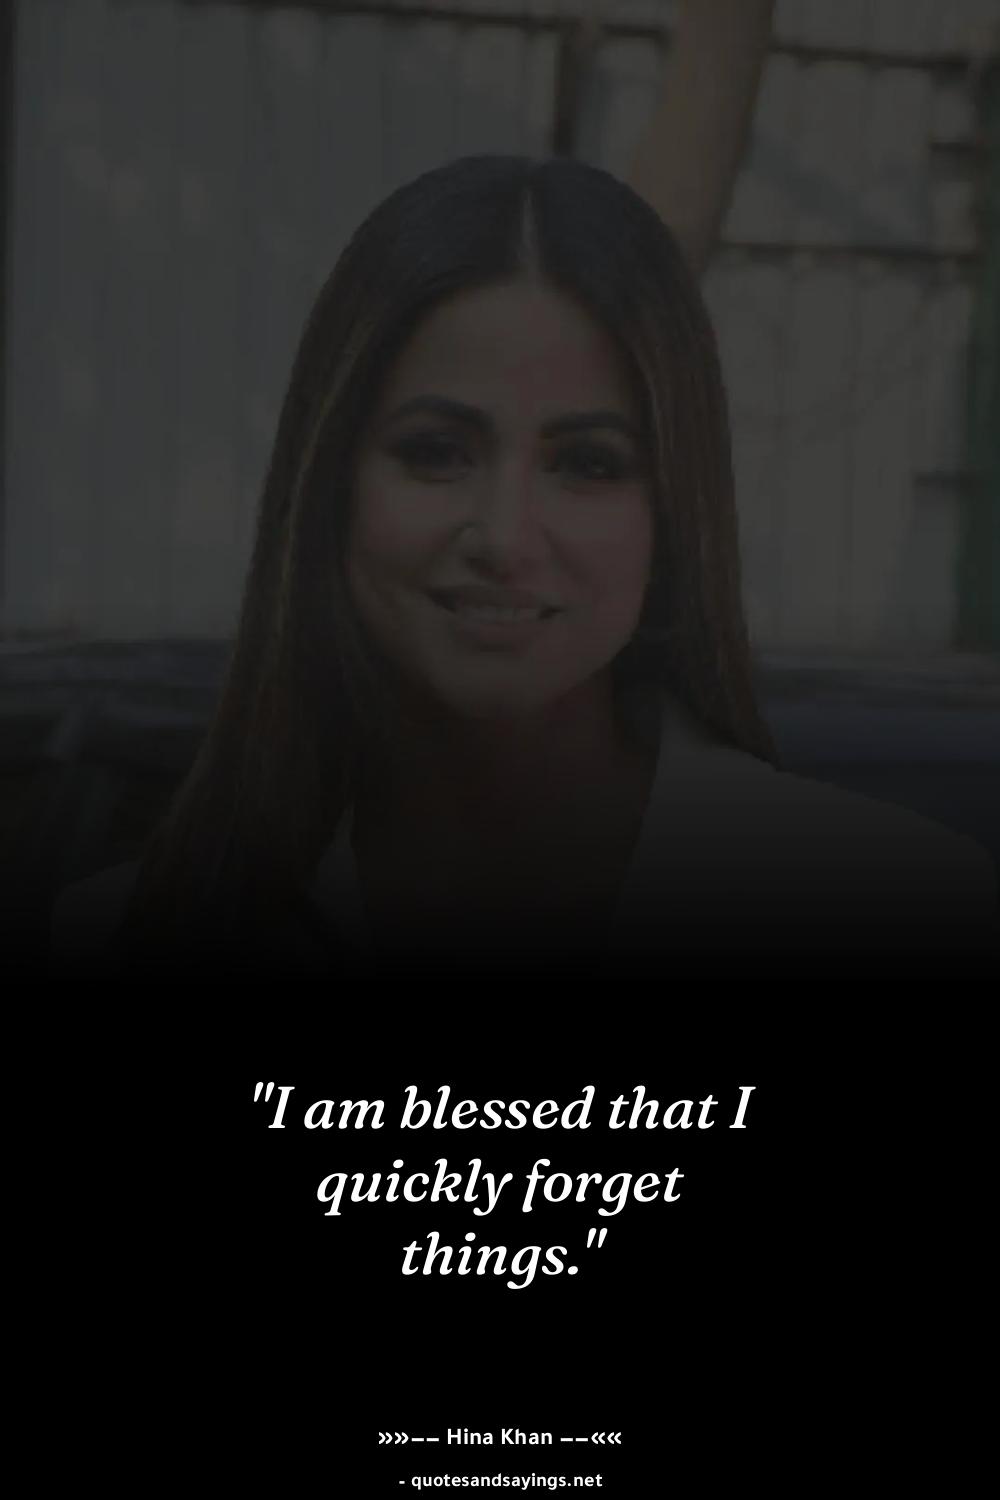 "I am blessed that I
quickly forget
things."
»»−− Hina Khan −−««
- quotesandsayings.net